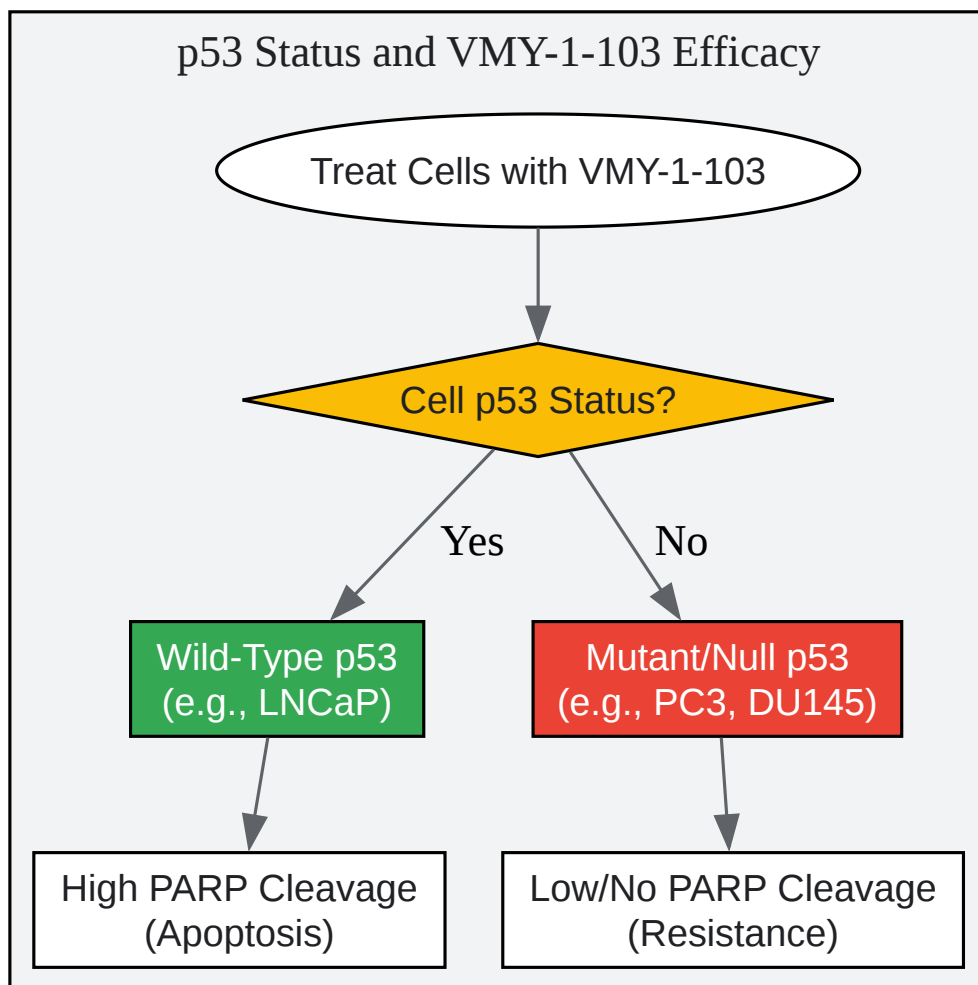 p53 Status and VMY-1-103 Efficacy
Treat Cells with VMY-1-103
Cell p53 Status?
Yes
No
Wild-Type p53
(e.g., LNCaP)
Mutant/Null p53
(e.g., PC3, DU145)
High PARP Cleavage
(Apoptosis)
Low/No PARP Cleavage
(Resistance)